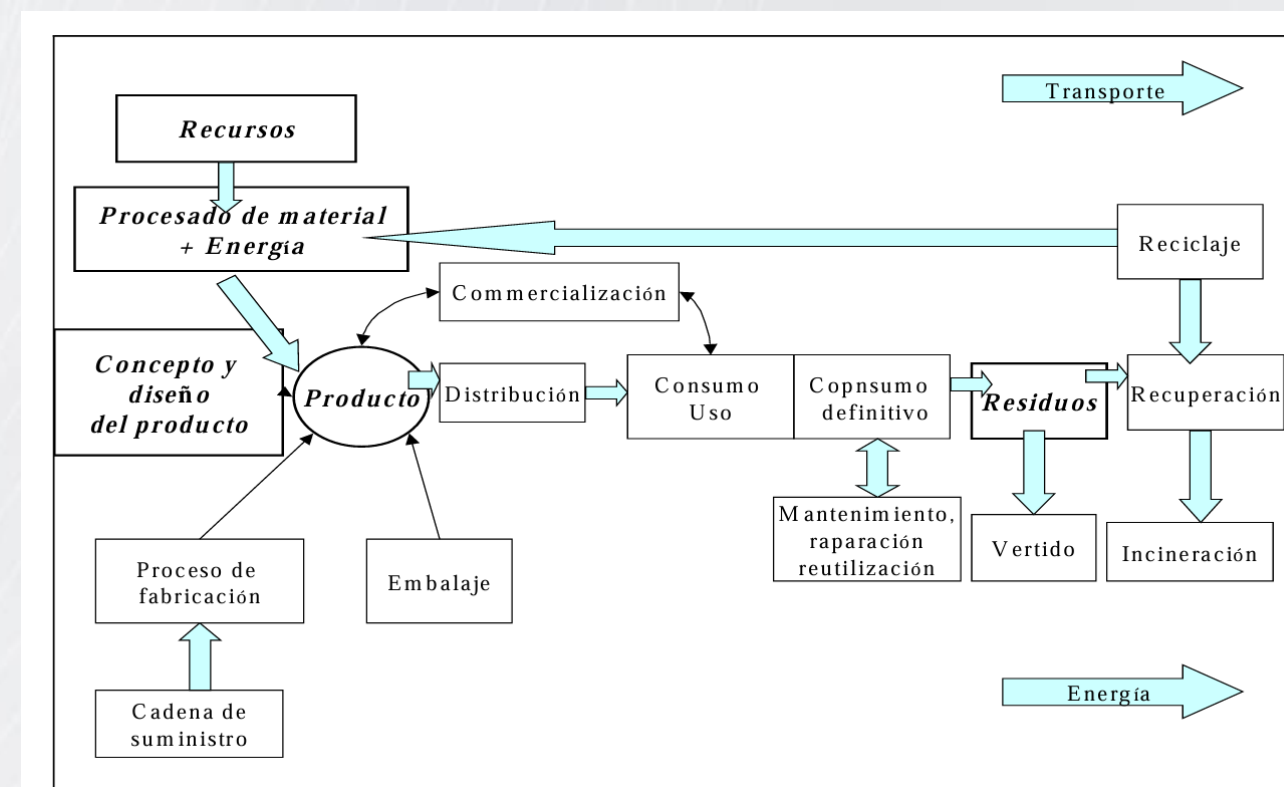 Transporte
Recursos
Procesado de material
+ Energía
Reciclaje
Commercialización
Concepto y
diseño
del producto
Producto
Distribución
Consumo
Uso
Copnsumo
definitivo
Residuos
Recuperación
Mantenimiento,
raparación
reutilización
Vertido
Incineración
Proceso de
fabricación
Embalaje
Cadena de
suministro
Energía